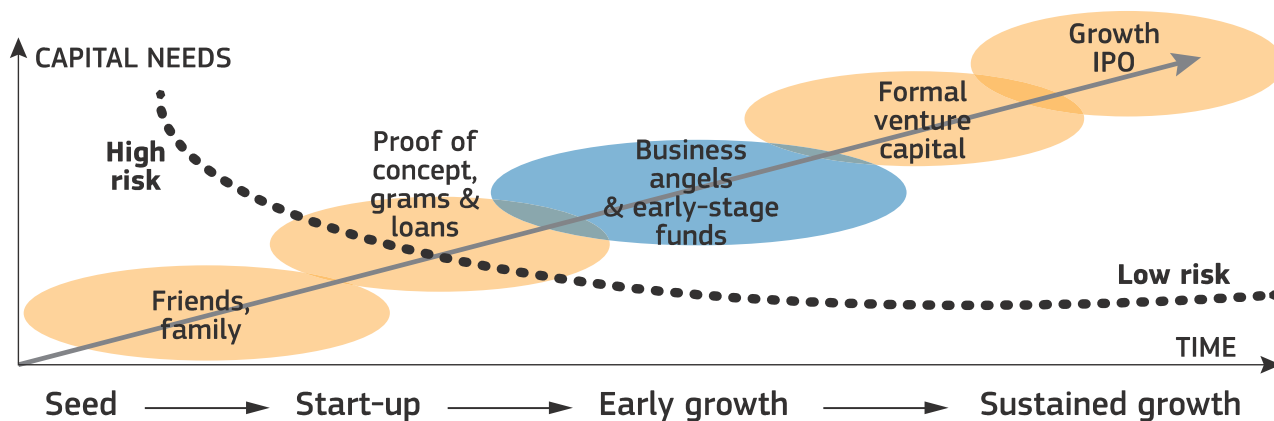 CAPITAL NEEDS
High
risk
Friends,
family
Proof of
concept,
grams &
loans
Business
angels
& early-stage
funds
Formal
venture
capital
Growth
IPO
Low risk
TIME
Seed
Start-up
Early growth
Sustained growth